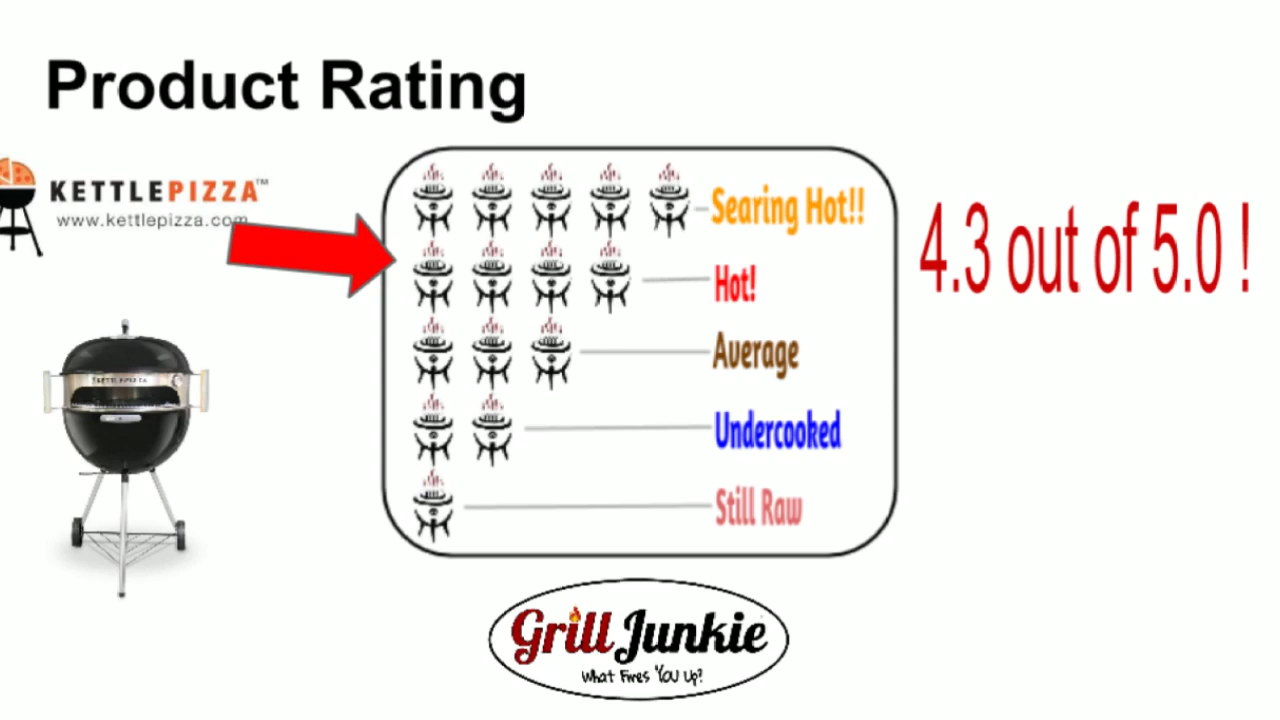 Product Rating
KETTLEPIZZA™
www.kettlepizza.com
Searing Hot!!
4.3 out of 5.0 !
Hot!
KETTLEPIZZA
Average
Undercooked
Still Raw
Grill Junkie
What Fires YOU Up?